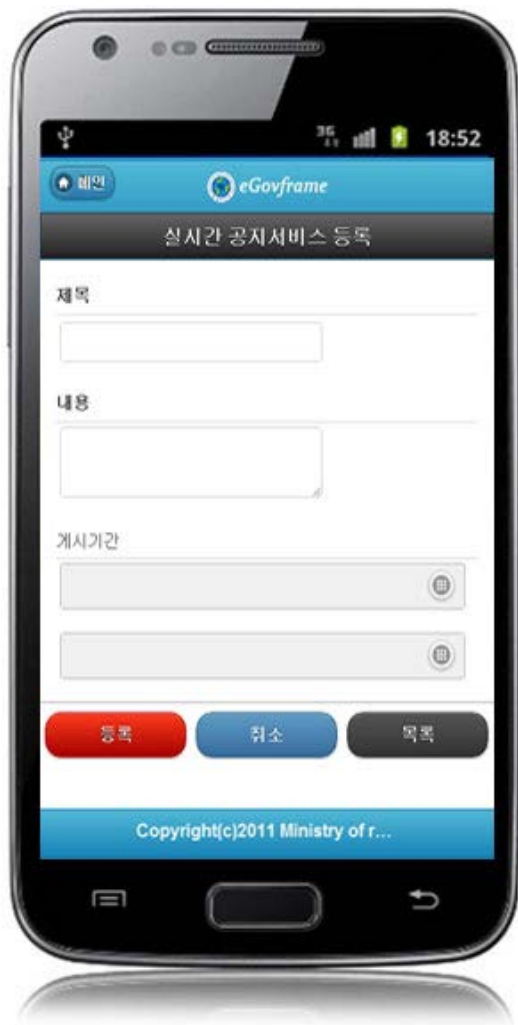 3G
18:52
메인
eGovframe
실시간 공지서비스 등록
제목
내용
게시기간
등록
취소
목록
Copyright(c)2011 Ministry of r...